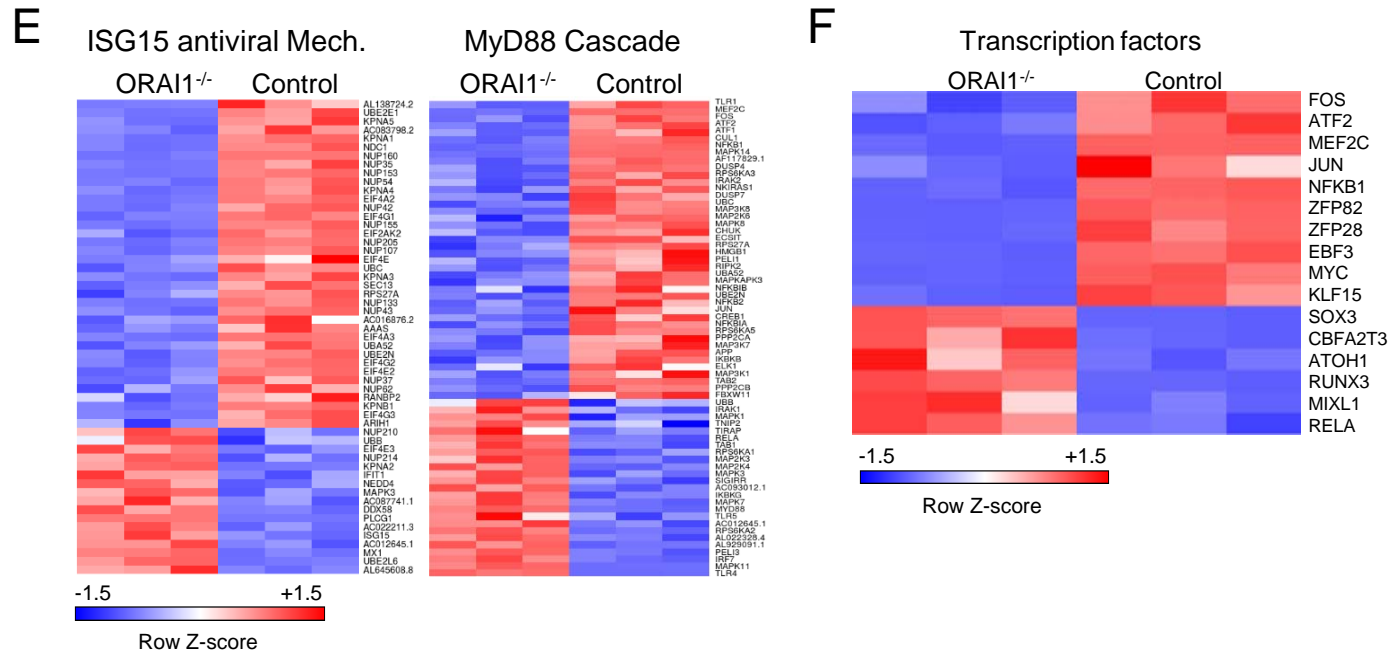 E
ISG15 antiviral Mech.
ORAI1-/- Control
AL138724.2
UBE2E1
KPNA5
AC083798.2
KPNA1
NDC1
NUP160
NUP35
NUP153
NUP54
KPNA4
EIF4A2
NUP42
EIF4G1
NUP155
EIF2AK2
NUP205
NUP107
EIF4E
UBC
KPNA3
SEC13
RPS27A
NUP133
NUP43
AC016876.2
AAAS
EIF4A3
UBA52
UBE2N
EIF4G2
EIF4E2
NUP37
NUP62
RANBP2
KPNB1
EIF4G3
ARIH1
NUP210
UBB
EIF4E3
NUP214
KPNA2
IFIT1
NEDD4
MAPK3
AC087741.1
DDX58
PLCG1
AC022211.3
ISG15
AC012645.1
MX1
UBE2L6
AL645608.8
-1.5 +1.5
Row Z-score
MyD88 Cascade
ORAI1-/- Control
TLR1
MEF2C
FOS
ATF2
ATF1
CUL1
NFKB1
MAPK14
AF117829.1
DUSP4
RPS6KA3
IRAK2
NKIRAS1
DUSP7
UBC
MAP3K8
MAP2K6
MAPK8
CHUK
ECSIT
RPS27A
HMGB1
PELI1
RIPK2
UBA52
MAPKAPK3
NFKBIB
UBE2N
NFKB2
JUN
CREB1
NFKBIA
RPS6KA5
PPP2CA
MAP3K7
APP
IKBKB
ELK1
MAP3K1
TAB2
PPP2CB
FBXW11
UBB
IRAK1
MAPK1
TNIP2
TIRAP
RELA
TAB1
RPS6KA1
MAP2K3
MAP2K4
MAPK3
SIGIRR
AC093012.1
IKBKG
MAPK7
MYD88
TLR5
AC012645.1
RPS6KA2
AL022328.4
AL929091.1
PELI3
IRF7
MAPK11
TLR4
F
Transcription factors
ORAI1-/- Control
FOS
ATF2
MEF2C
JUN
NFKB1
ZFP82
ZFP28
EBF3
MYC
KLF15
SOX3
CBFA2T3
ATOH1
RUNX3
MIXL1
RELA
-1.5 +1.5
Row Z-score